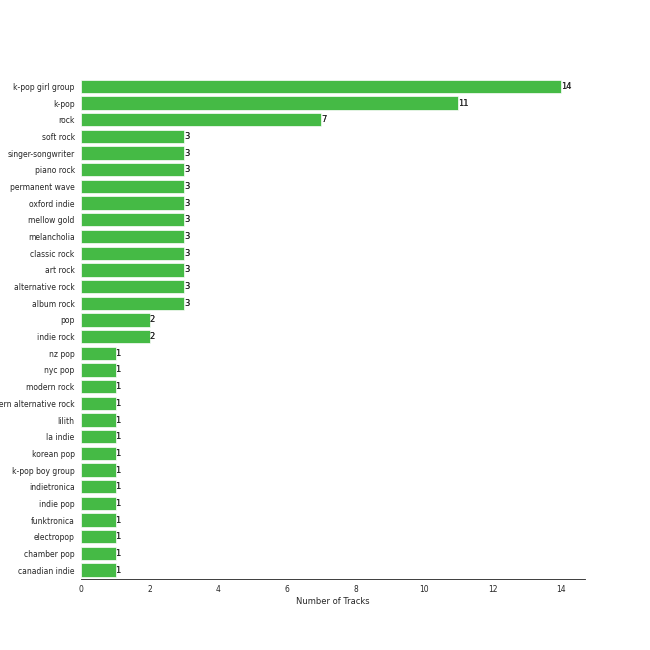 k-pop girl group 14
k-pop 11
rock 7
soft rock 3
singer-songwriter 3
piano rock 3
permanent wave 3
oxford indie 3
mellow gold 3
melancholia 3
classic rock 3
art rock 3
alternative rock 3
album rock 3
pop 2
indie rock 2
nz pop 1
nyc pop 1
modern rock 1
ern alternative rock 1
lilith 1
la indie 1
korean pop 1
k-pop boy group 1
indietronica 1
indie pop 1
funktronica 1
electropop 1
chamber pop 1
canadian indie 1
0 2 4 6 8 10 12 14
Number of Tracks